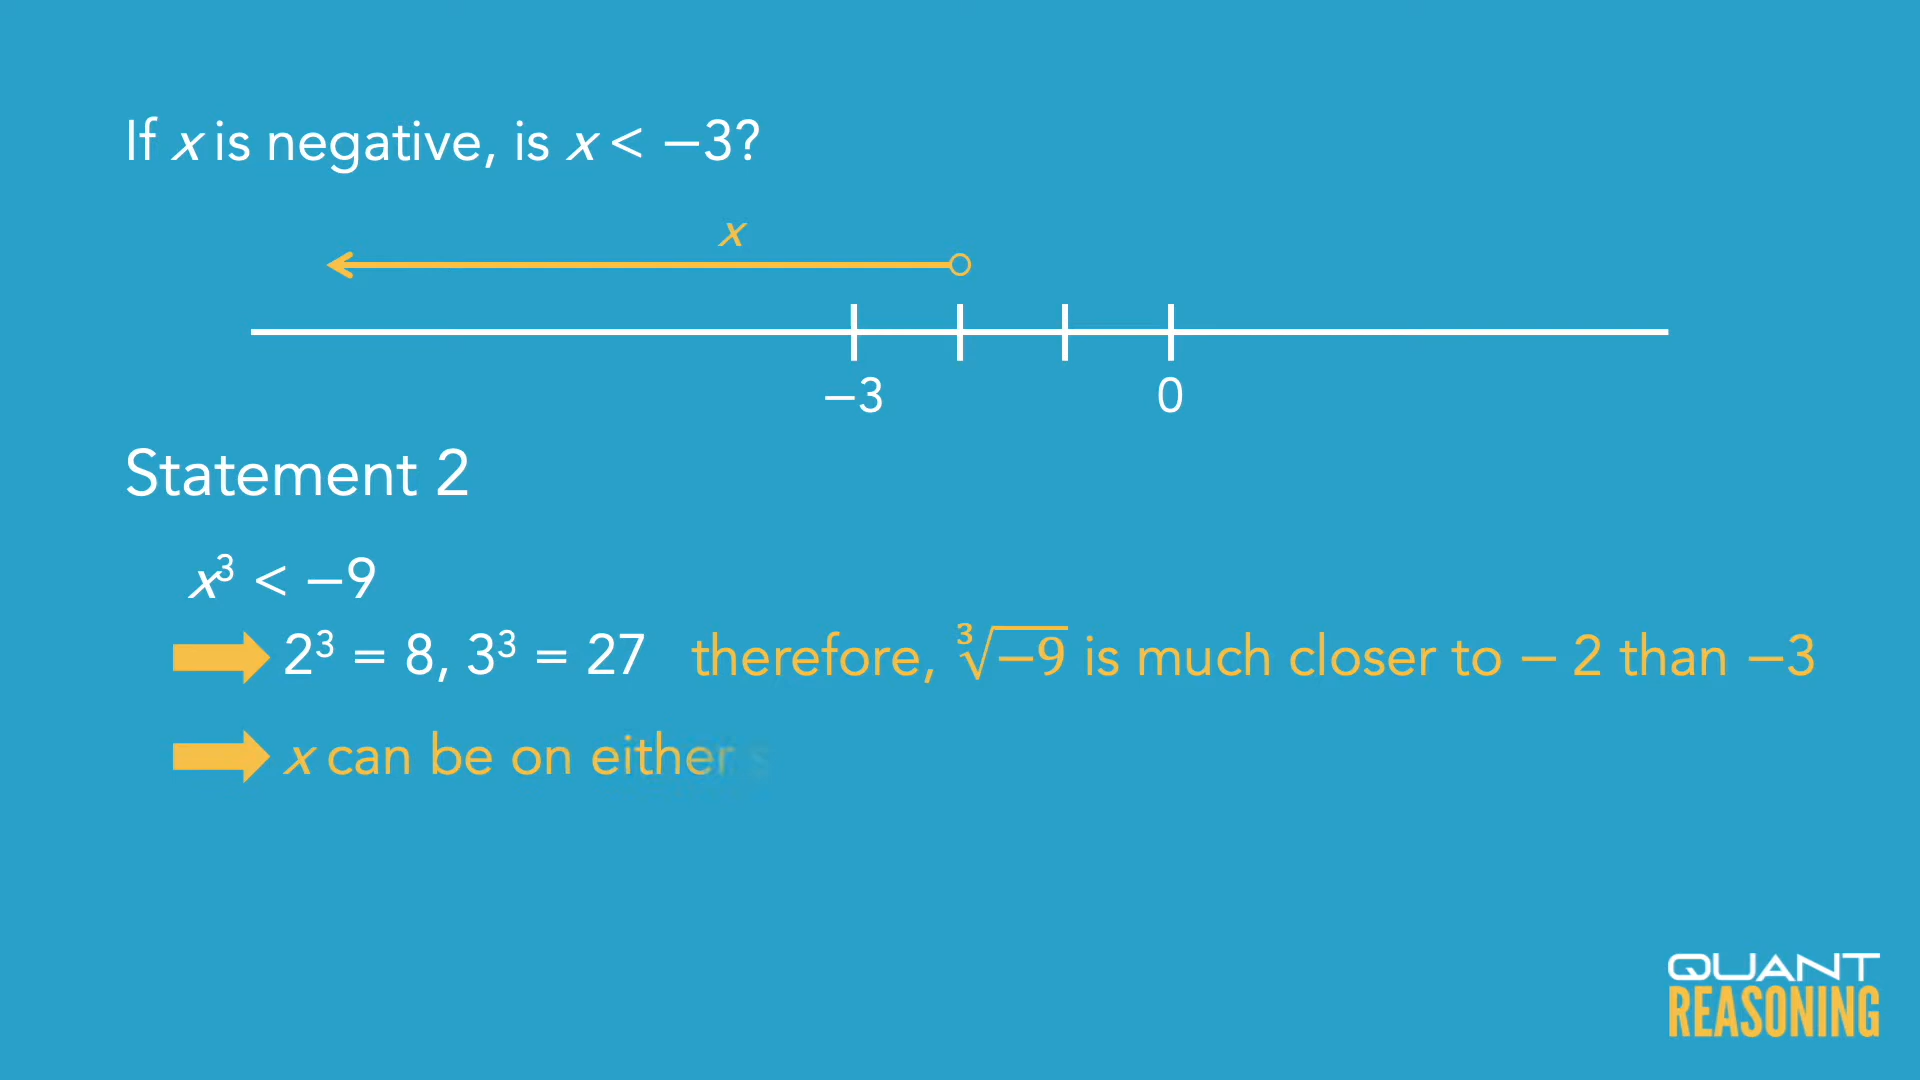 If x is negative, is x < −3?
x
−3 0
Statement 2
x³ < −9
2³ = 8, 3³ = 27 therefore, ∛−9 is much closer to − 2 than −3
x can be on either s
QUANT
REASONING